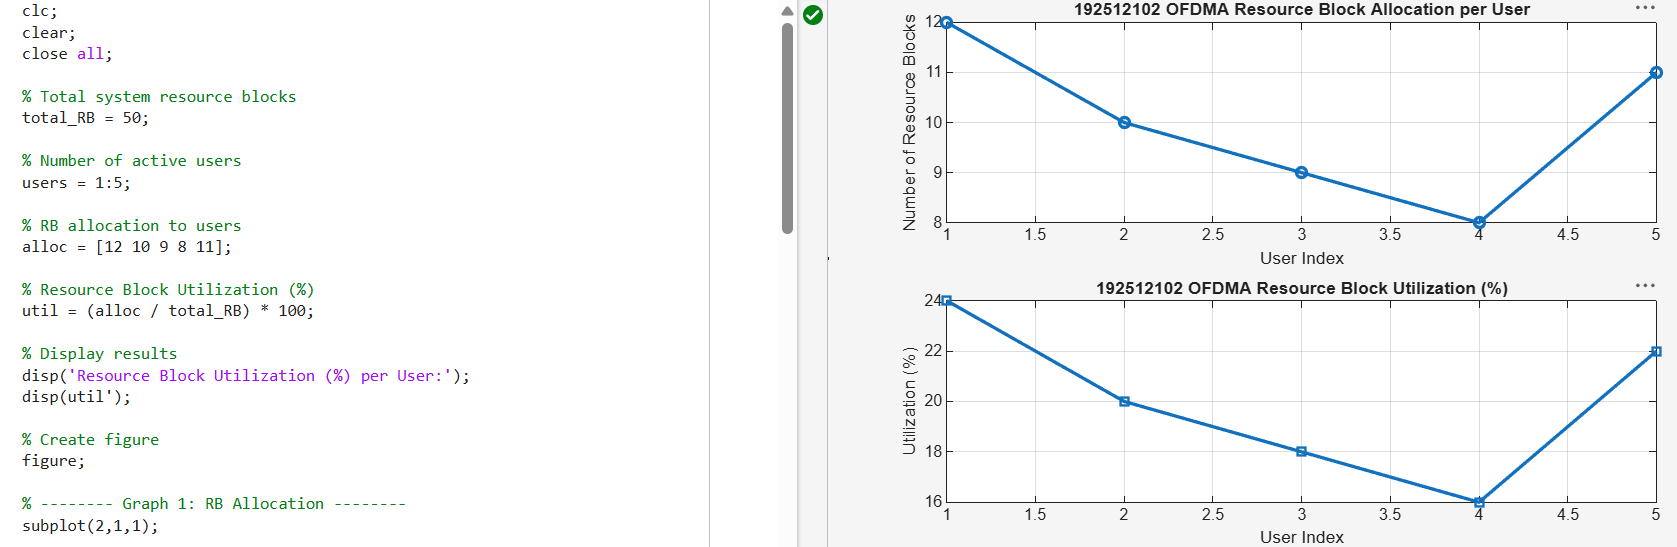 clc;
clear;
close all;
% Total system resource blocks
total_RB = 50;
% Number of active users
users = 1:5;
% RB allocation to users
alloc = [12 10 9 8 11];
% Resource Block Utilization (%)
util = (alloc / total_RB) * 100;
% Display results
disp('Resource Block Utilization (%) per User:');
disp(util');
% Create figure
figure;
% -------- Graph 1: RB Allocation --------
subplot(2,1,1);
192512102 OFDMA Resource Block Allocation per User
Number of Resource Blocks
12
11
10
9
8
1 1.5 2 2.5 3 3.5 4 4.5 5
User Index
192512102 OFDMA Resource Block Utilization (%)
Utilization (%)
24
22
20
18
16
1 1.5 2 2.5 3 3.5 4 4.5 5
User Index